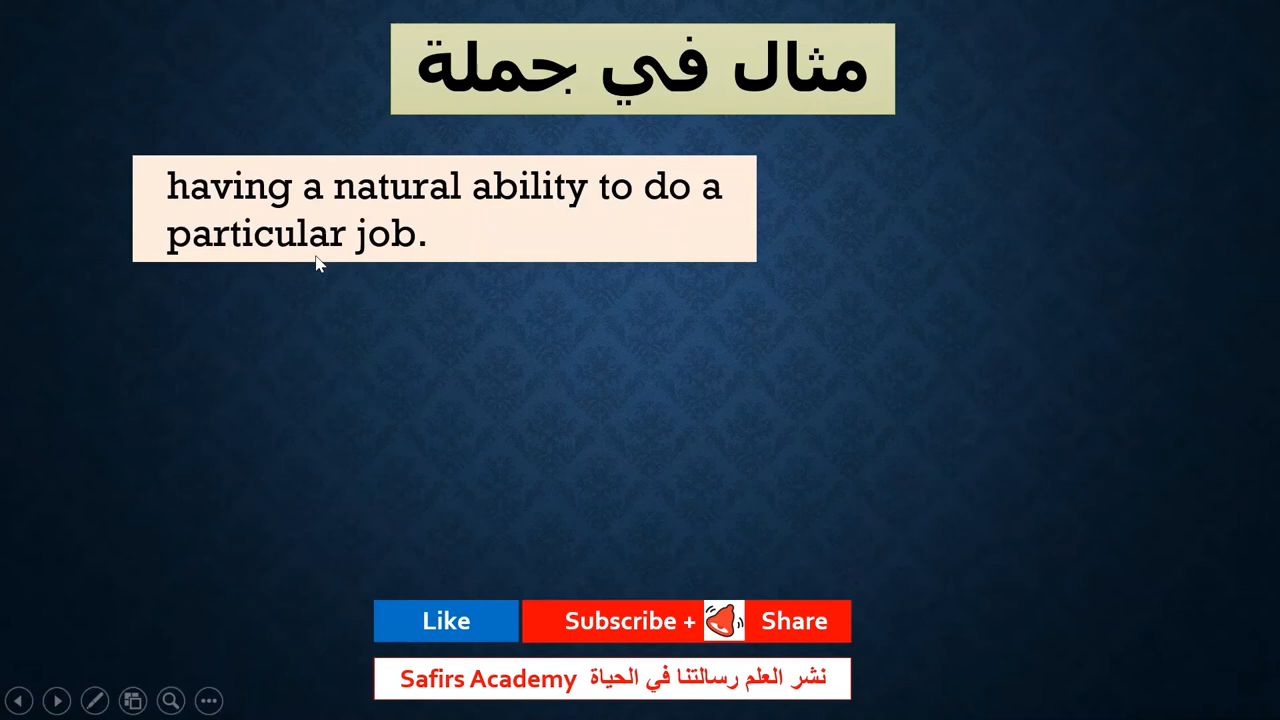 مثال في جملة
having a natural ability to do a
particular job.
Like Subscribe + Share
Safirs Academy نشر العلم رسالتنا في الحياة